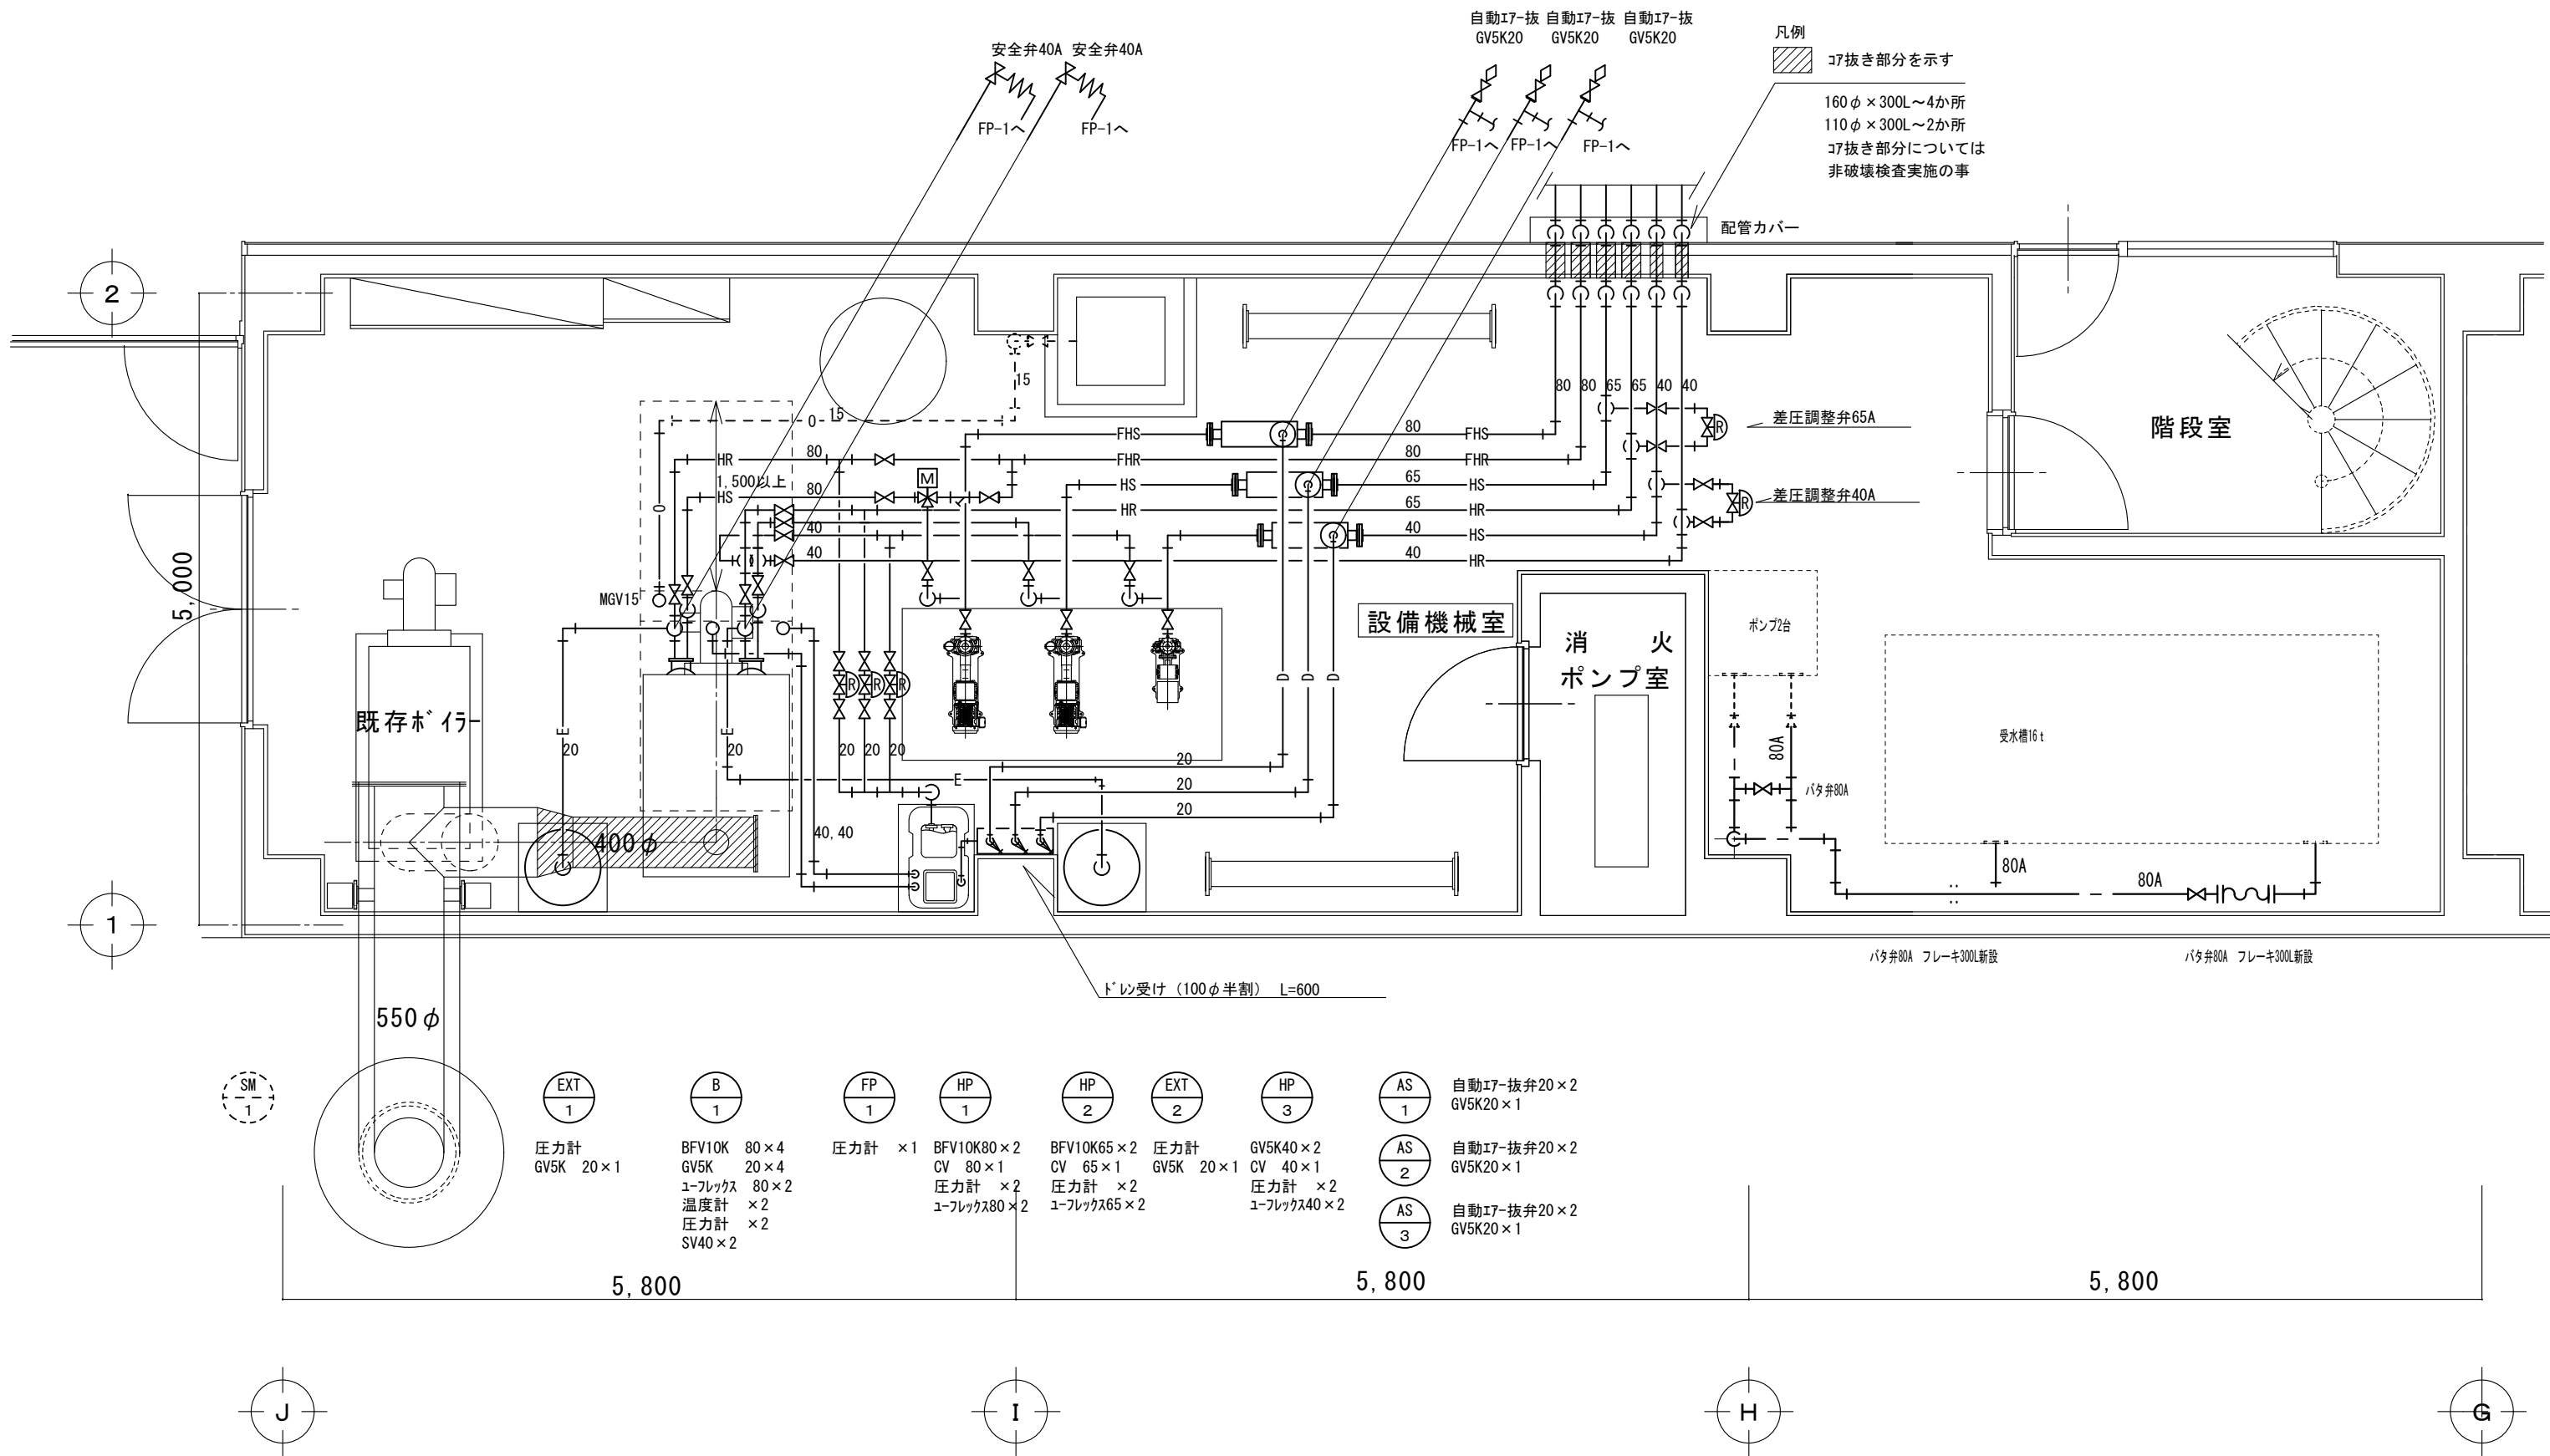 自動ｴｱｰ抜 自動ｴｱｰ抜 自動ｴｱｰ抜
GV5K20 GV5K20 GV5K20
安全弁40A 安全弁40A
FP-1へ FP-1へ
FP-1へ FP-1へ FP-1へ
凡例
ｺｱ抜き部分を示す
160φ×300L～4か所
110φ×300L～2か所
ｺｱ抜き部分については
非破壊検査実施の事
配管カバー
2
15
15
O
O
80 80 65 65 40 40
差圧調整弁65A
差圧調整弁40A
階段室
FHS 80 FHS
HR 80 FHR 80 FHR
1,500以上
HS 80 M HS 65 HS
HR 65 HR
40 40 HS
40 40 HR
R
R
5,000
MGV15
設備機械室
消 火
ポンプ室
ポンプ2台
受水槽16ｔ
既存ﾎﾞｲﾗｰ
E
20
E
20
R R R
20 20 20
D D D
20
E
20
20
80A
バタ弁80A
400φ
40,40
80A
80A
1
バタ弁80A フレーキ300L新設
バタ弁80A フレーキ300L新設
ﾄﾞﾚﾝ受け（100φ半割） L=600
550φ
SM
1
EXT
1
圧力計
GV5K 20×1
B
1
BFV10K 80×4
GV5K 20×4
ﾕｰﾌﾚｯｸｽ 80×2
温度計 ×2
圧力計 ×2
SV40×2
FP
1
圧力計 ×1
HP
1
BFV10K80×2
CV 80×1
圧力計 ×2
ﾕｰﾌﾚｯｸｽ80×2
HP
2
BFV10K65×2
CV 65×1
圧力計 ×2
ﾕｰﾌﾚｯｸｽ65×2
EXT
2
圧力計
GV5K 20×1
HP
3
GV5K40×2
CV 40×1
圧力計 ×2
ﾕｰﾌﾚｯｸｽ40×2
AS
1
自動ｴｱｰ抜弁20×2
GV5K20×1
AS
2
自動ｴｱｰ抜弁20×2
GV5K20×1
AS
3
自動ｴｱｰ抜弁20×2
GV5K20×1
5,800 5,800 5,800
J I H G